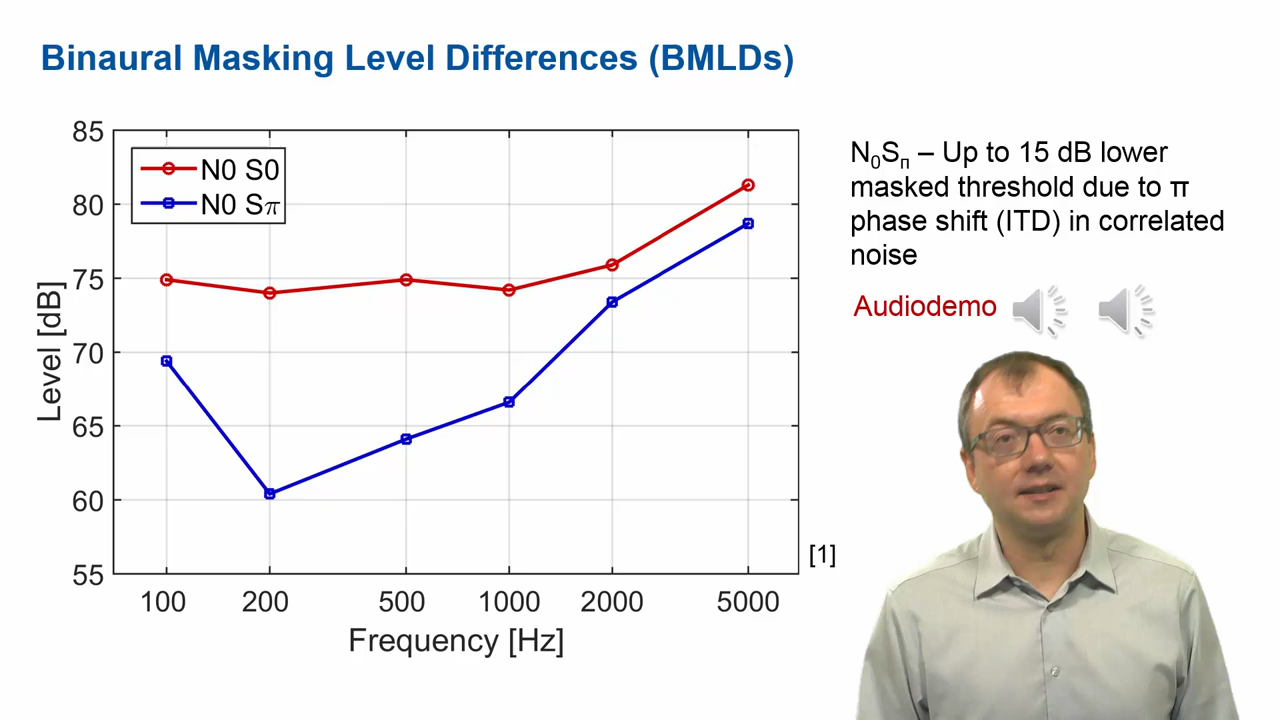 Binaural Masking Level Differences (BMLDs)
85
80
75
70
65
60
55
Level [dB]
N0 S0
N0 Sπ
100 200 500 1000 2000 5000
Frequency [Hz]
[1]
N₀Sπ – Up to 15 dB lower
masked threshold due to π
phase shift (ITD) in correlated
noise
Audiodemo